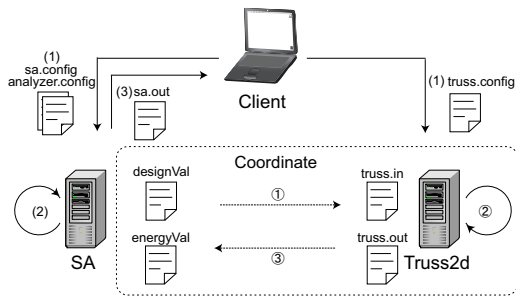 (1)
sa.config
analyzer.config
(3) sa.out
Client
(1) truss.config
Coordinate
designVal
①
truss.in
(2)
②
energyVal
③
truss.out
SA
Truss2d